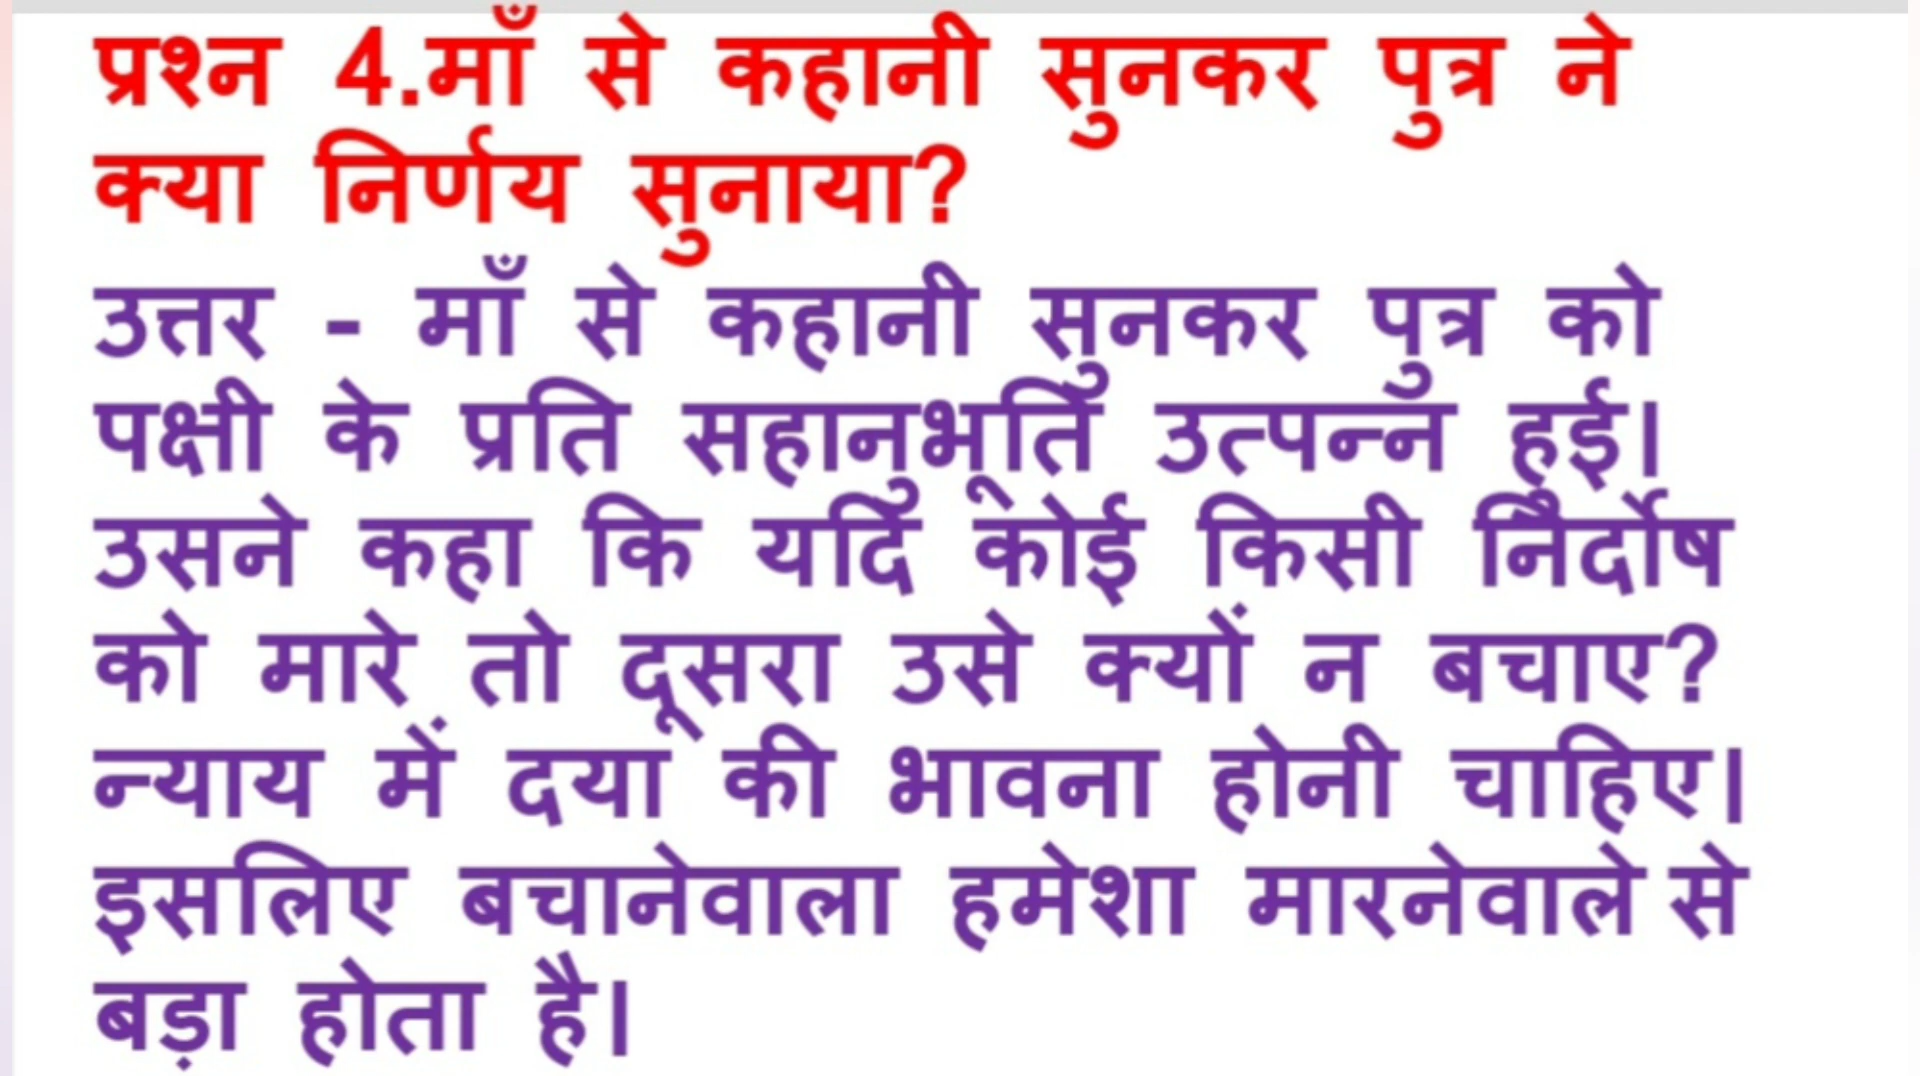 प्रश्न 4.माँ से कहानी सुनकर पुत्र ने
क्या निर्णय सुनाया?
उत्तर - माँ से कहानी सुनकर पुत्र को
पक्षी के प्रति सहानुभूति उत्पन्न हुई।
उसने कहा कि यदि कोई किसी निर्दोष
को मारे तो दूसरा उसे क्यों न बचाए?
न्याय में दया की भावना होनी चाहिए।
इसलिए बचानेवाला हमेशा मारनेवाले से
बड़ा होता है।